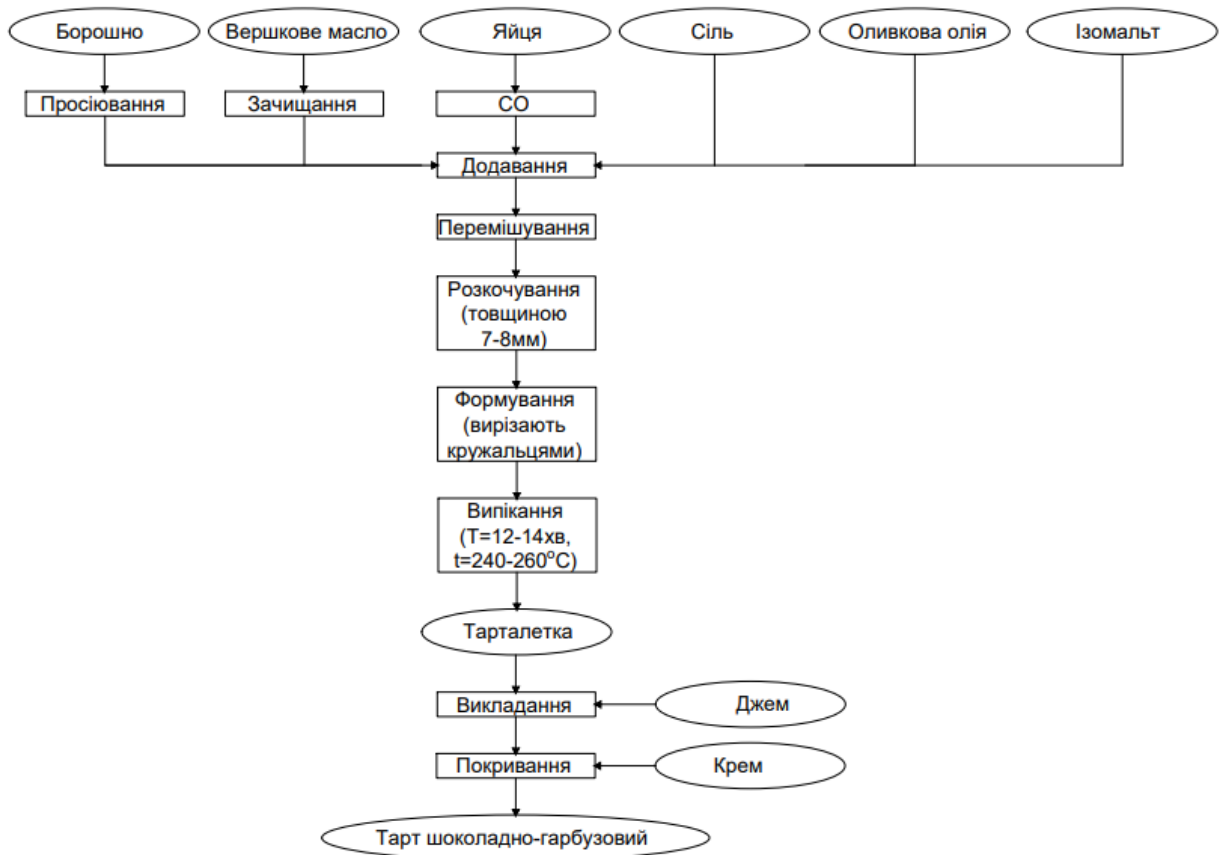 Борошно
Вершкове масло
Яйця
Сіль
Оливкова олія
Ізомальт
Просіювання
Зачищання
СО
Додавання
Перемішування
Розкочування
(товщиною
7-8мм)
Формування
(вирізають
кружальцями)
Випікання
(Т=12-14хв,
t=240-260°С)
Тарталетка
Викладання
Джем
Покривання
Крем
Тарт шоколадно-гарбузовий